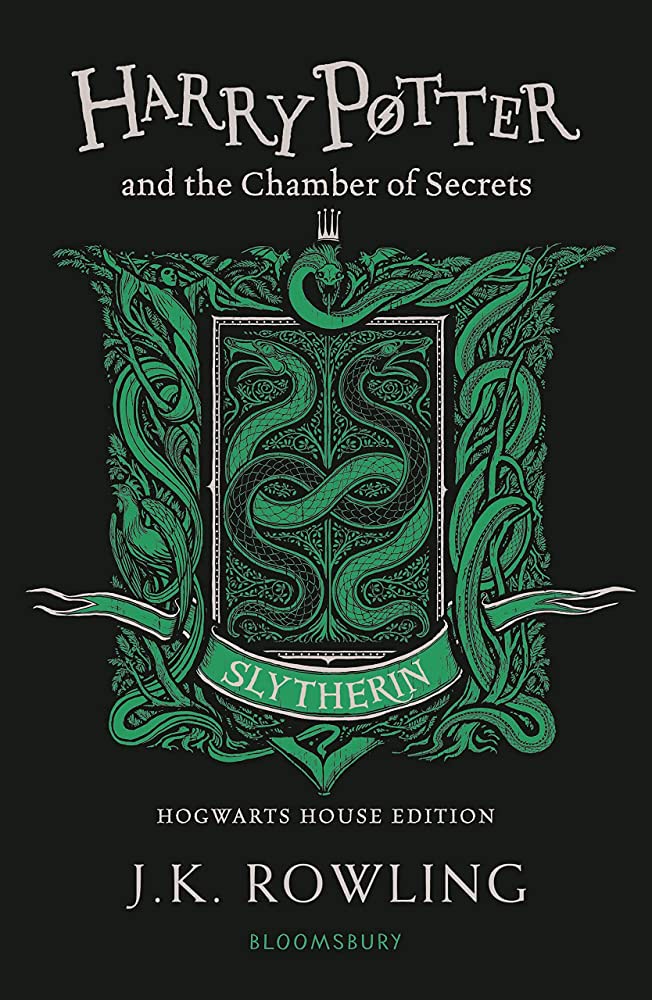 HARRY POTTER
and the Chamber of Secrets
SLYTHERIN
HOGWARTS HOUSE EDITION
J.K. ROWLING
BLOOMSBURY